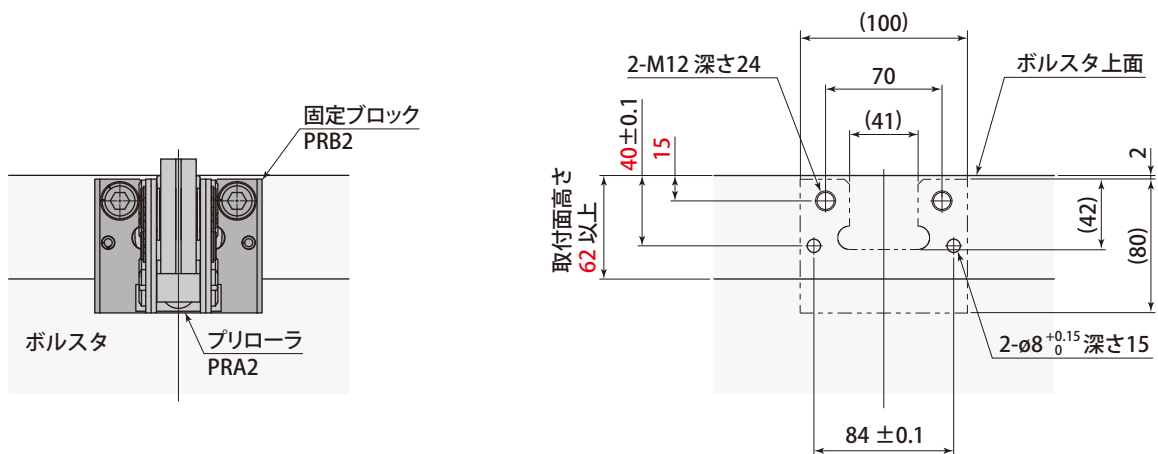 固定ブロック
PRB2
ボルスタ
プリローラ
PRA2
(100)
2-M12 深さ24
ボルスタ上面
70
(41)
40±0.1
15
2
取付面高さ
62 以上
(42)
(80)
2-ø8 +0.15 0 深さ15
84 ±0.1